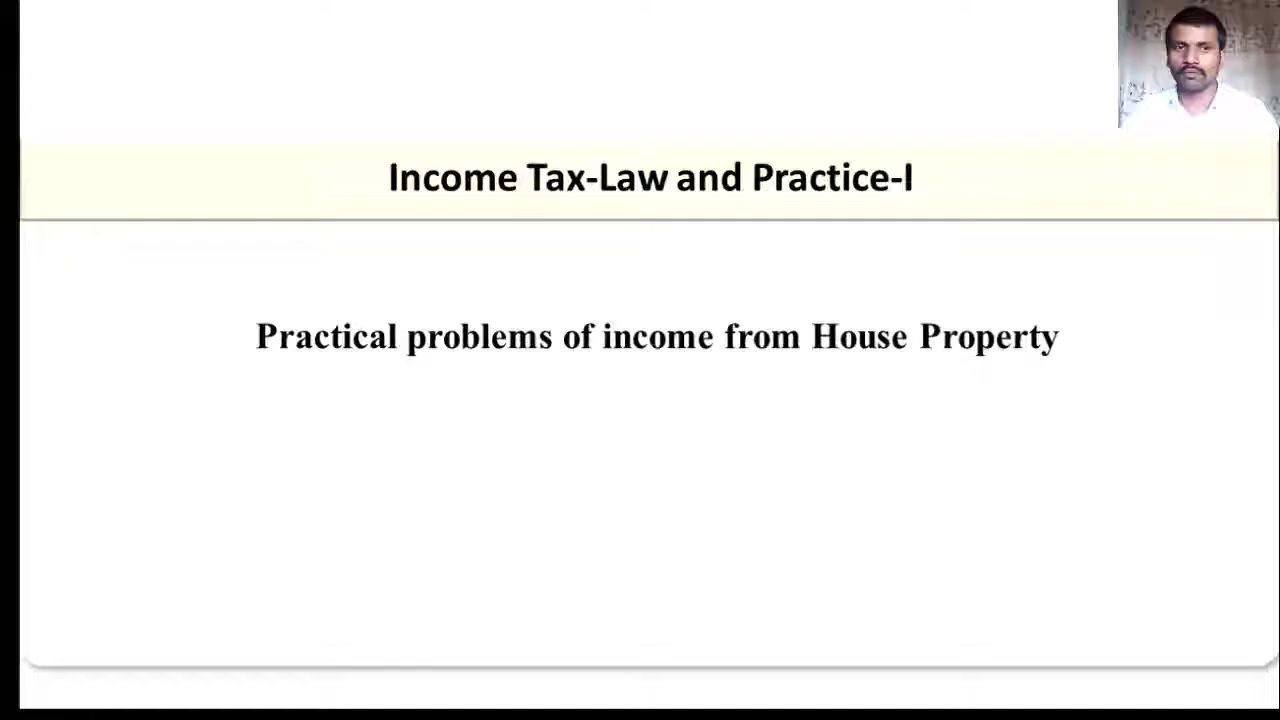 Income Tax-Law and Practice-I
Practical problems of income from House Property